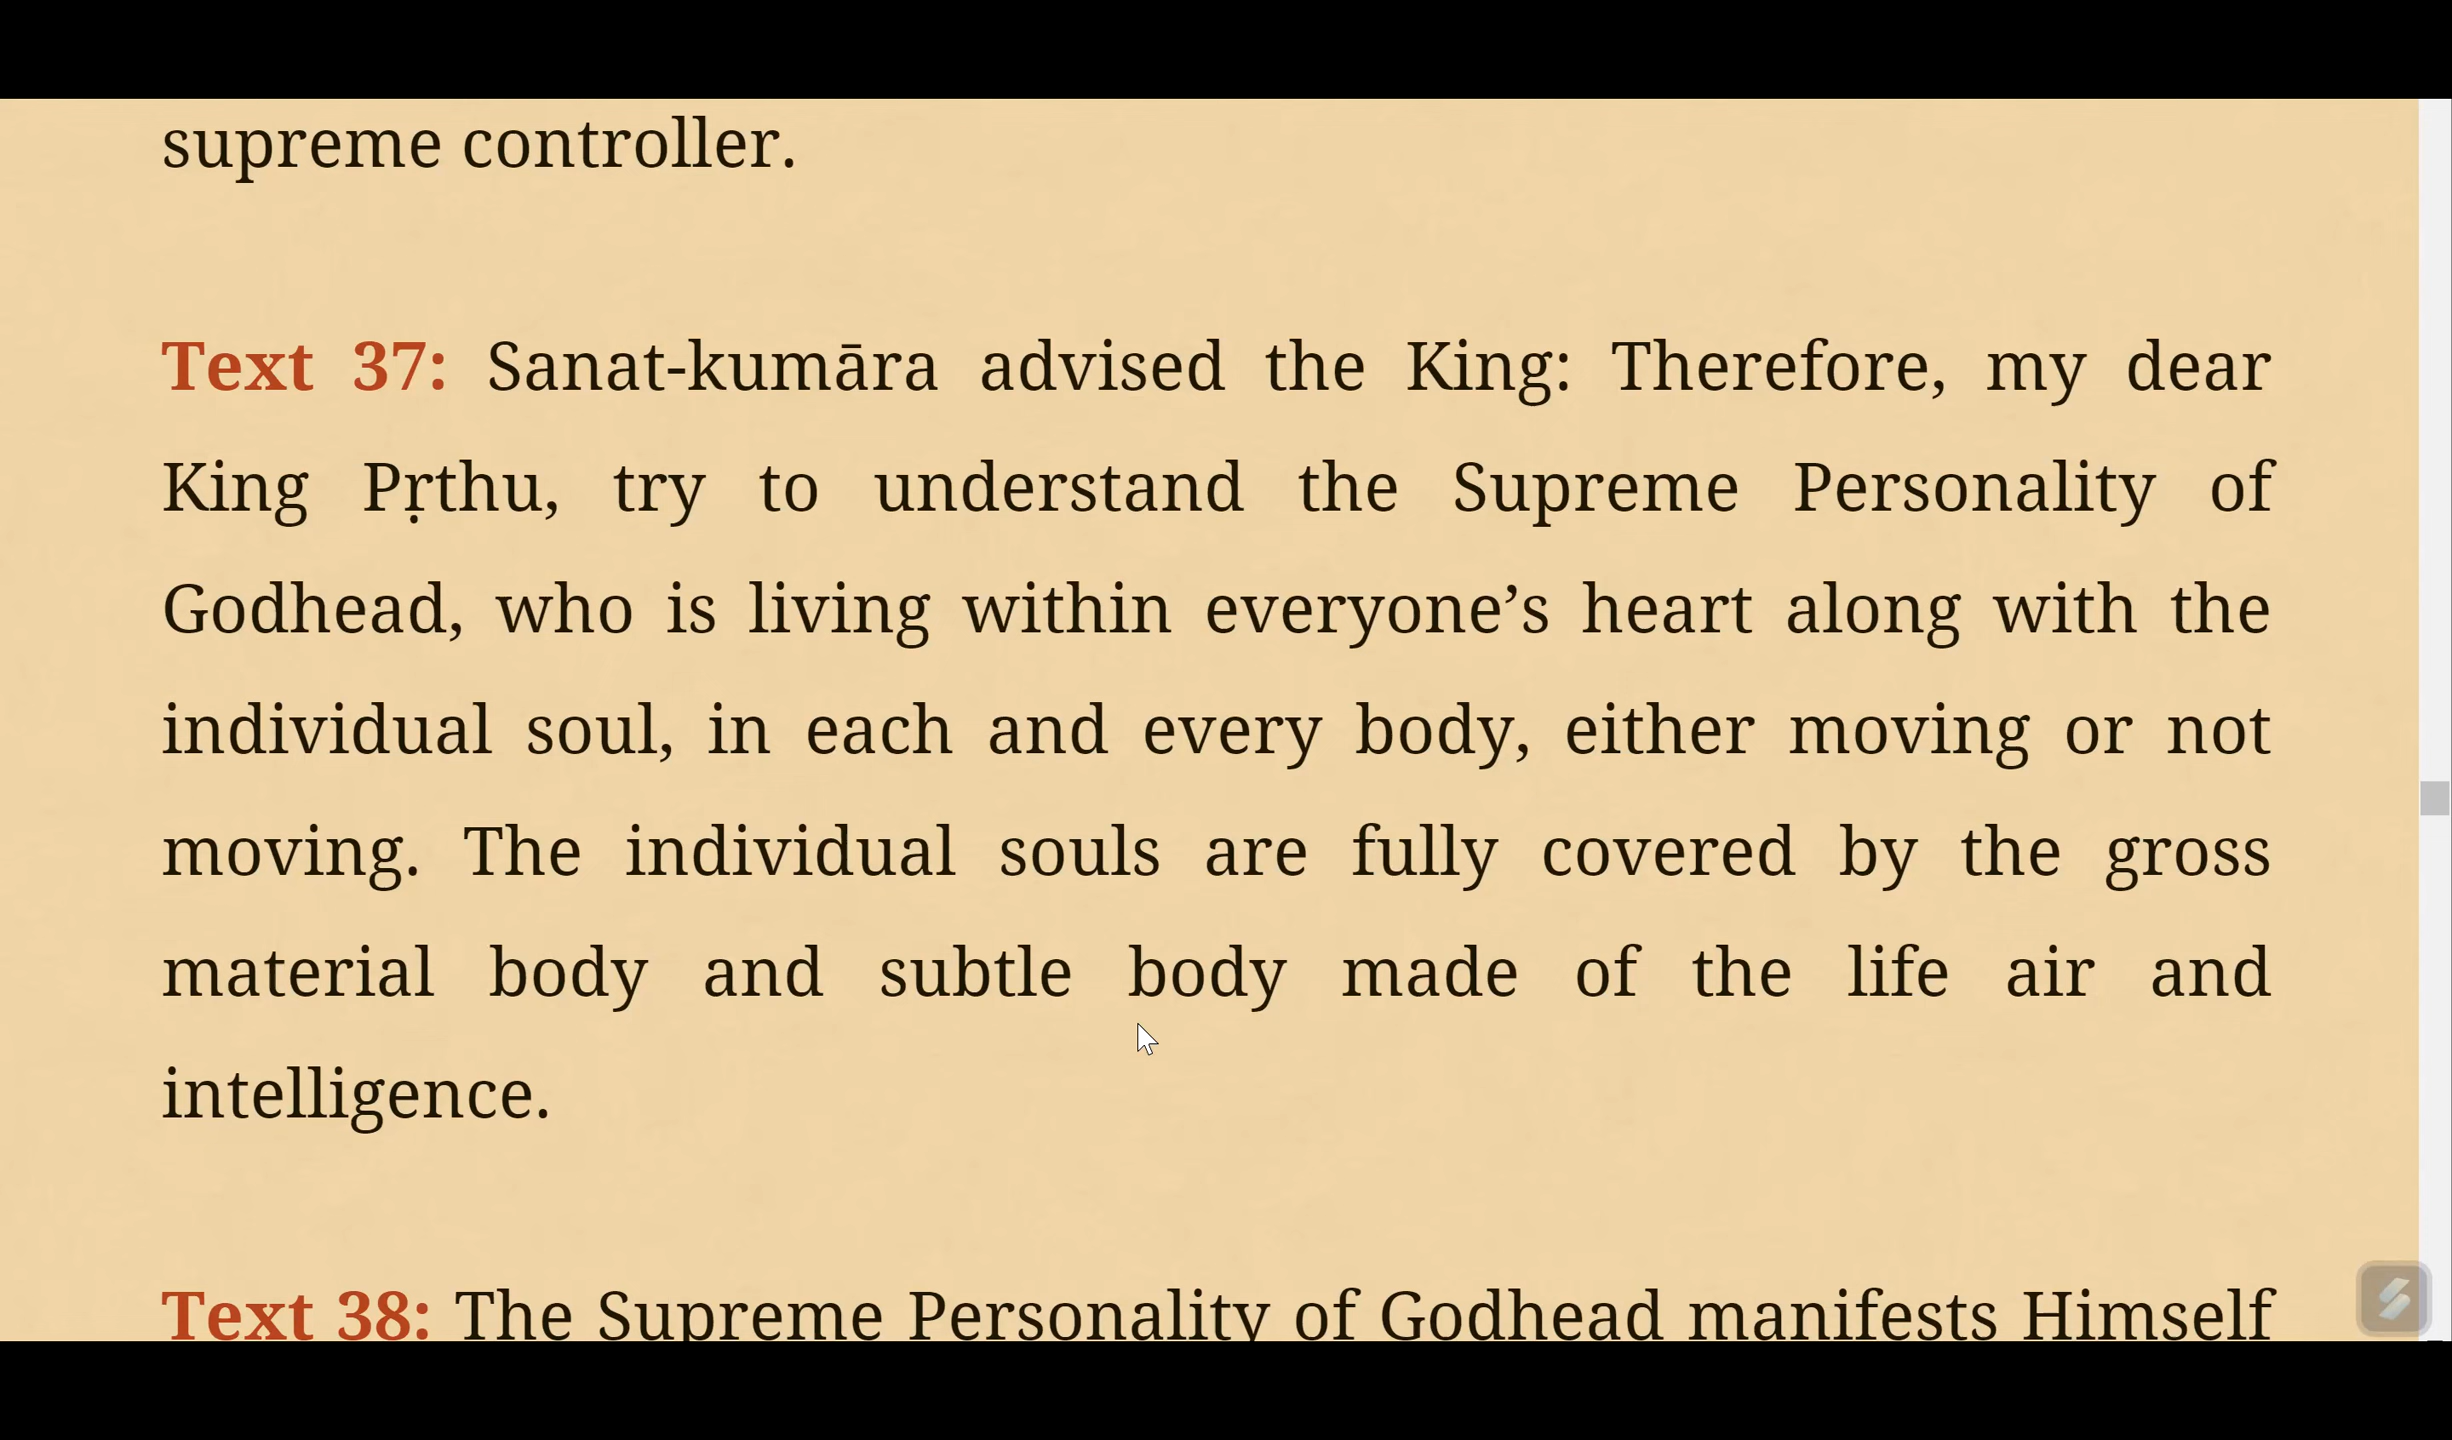 supreme controller.
Text 37: Sanat-kumāra advised the King: Therefore, my dear
King Pṛthu, try to understand the Supreme Personality of
Godhead, who is living within everyone’s heart along with the
individual soul, in each and every body, either moving or not
moving. The individual souls are fully covered by the gross
material body and subtle body made of the life air and
intelligence.
Text 38: The Supreme Personality of Godhead manifests Himself